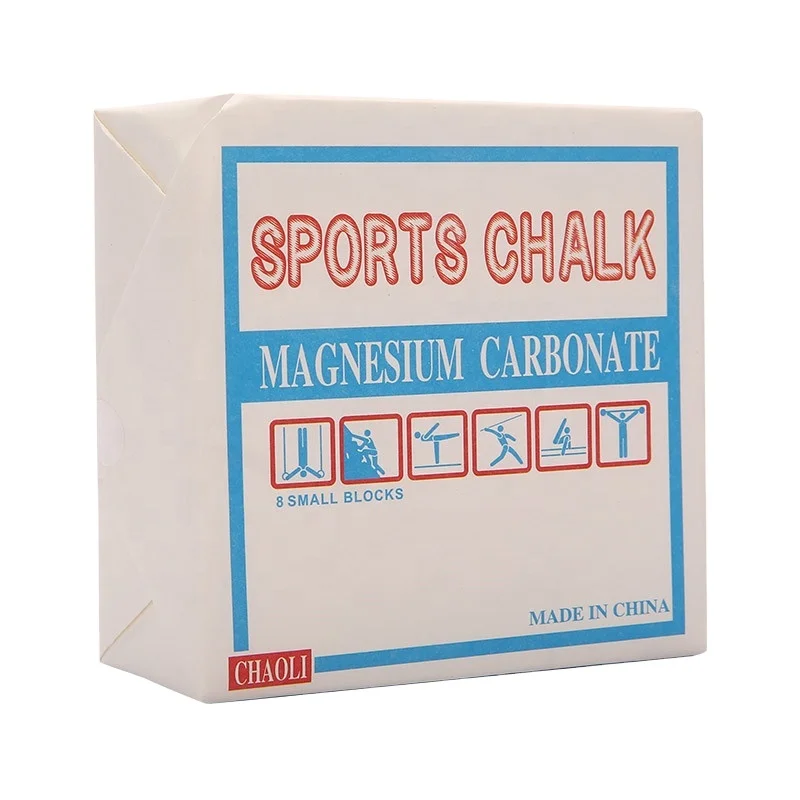 SPORTS CHALK
MAGNESIUM CARBONATE
8 SMALL BLOCKS
MADE IN CHINA
CHAOLI